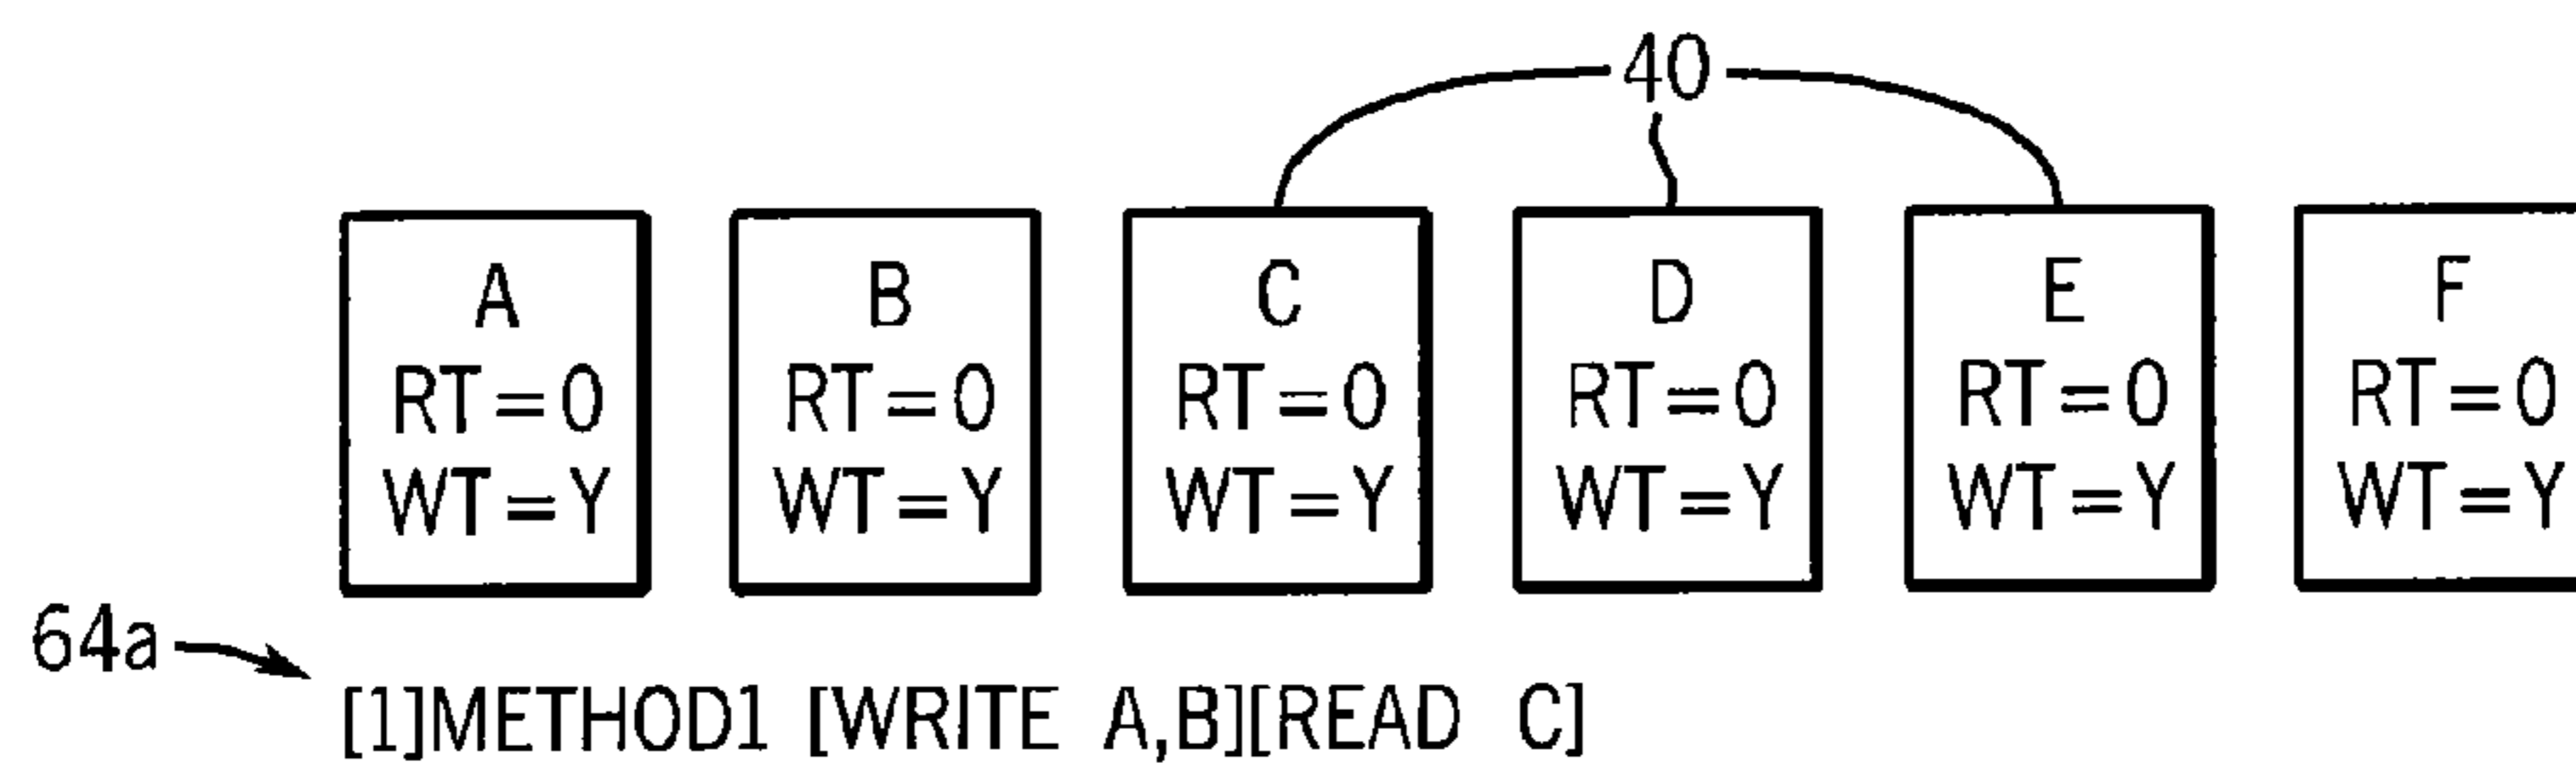 40
A B C D E F
RT=0 RT=0 RT=0 RT=0 RT=0 RT=0
WT=Y WT=Y WT=Y WT=Y WT=Y WT=Y
64a
[1]METHOD1 [WRITE A,B][READ C]